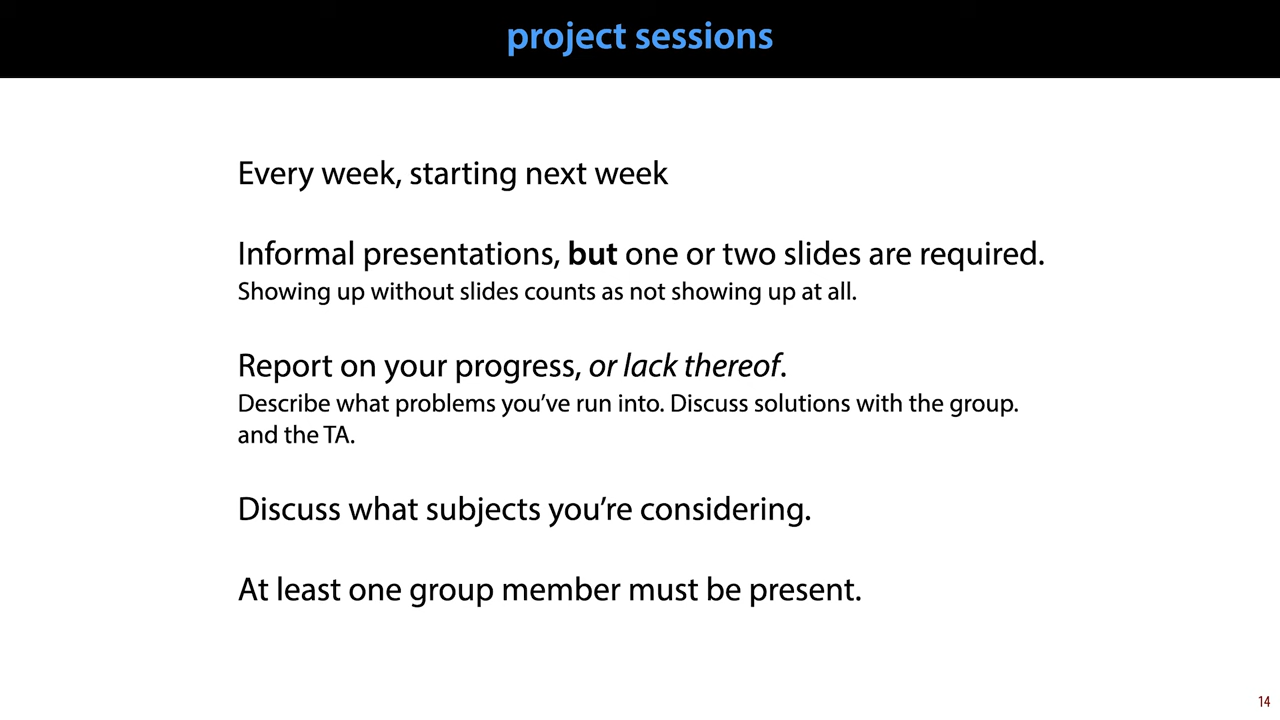 project sessions
Every week, starting next week
Informal presentations, but one or two slides are required.
Showing up without slides counts as not showing up at all.
Report on your progress, or lack thereof.
Describe what problems you’ve run into. Discuss solutions with the group.
and the TA.
Discuss what subjects you’re considering.
At least one group member must be present.
14